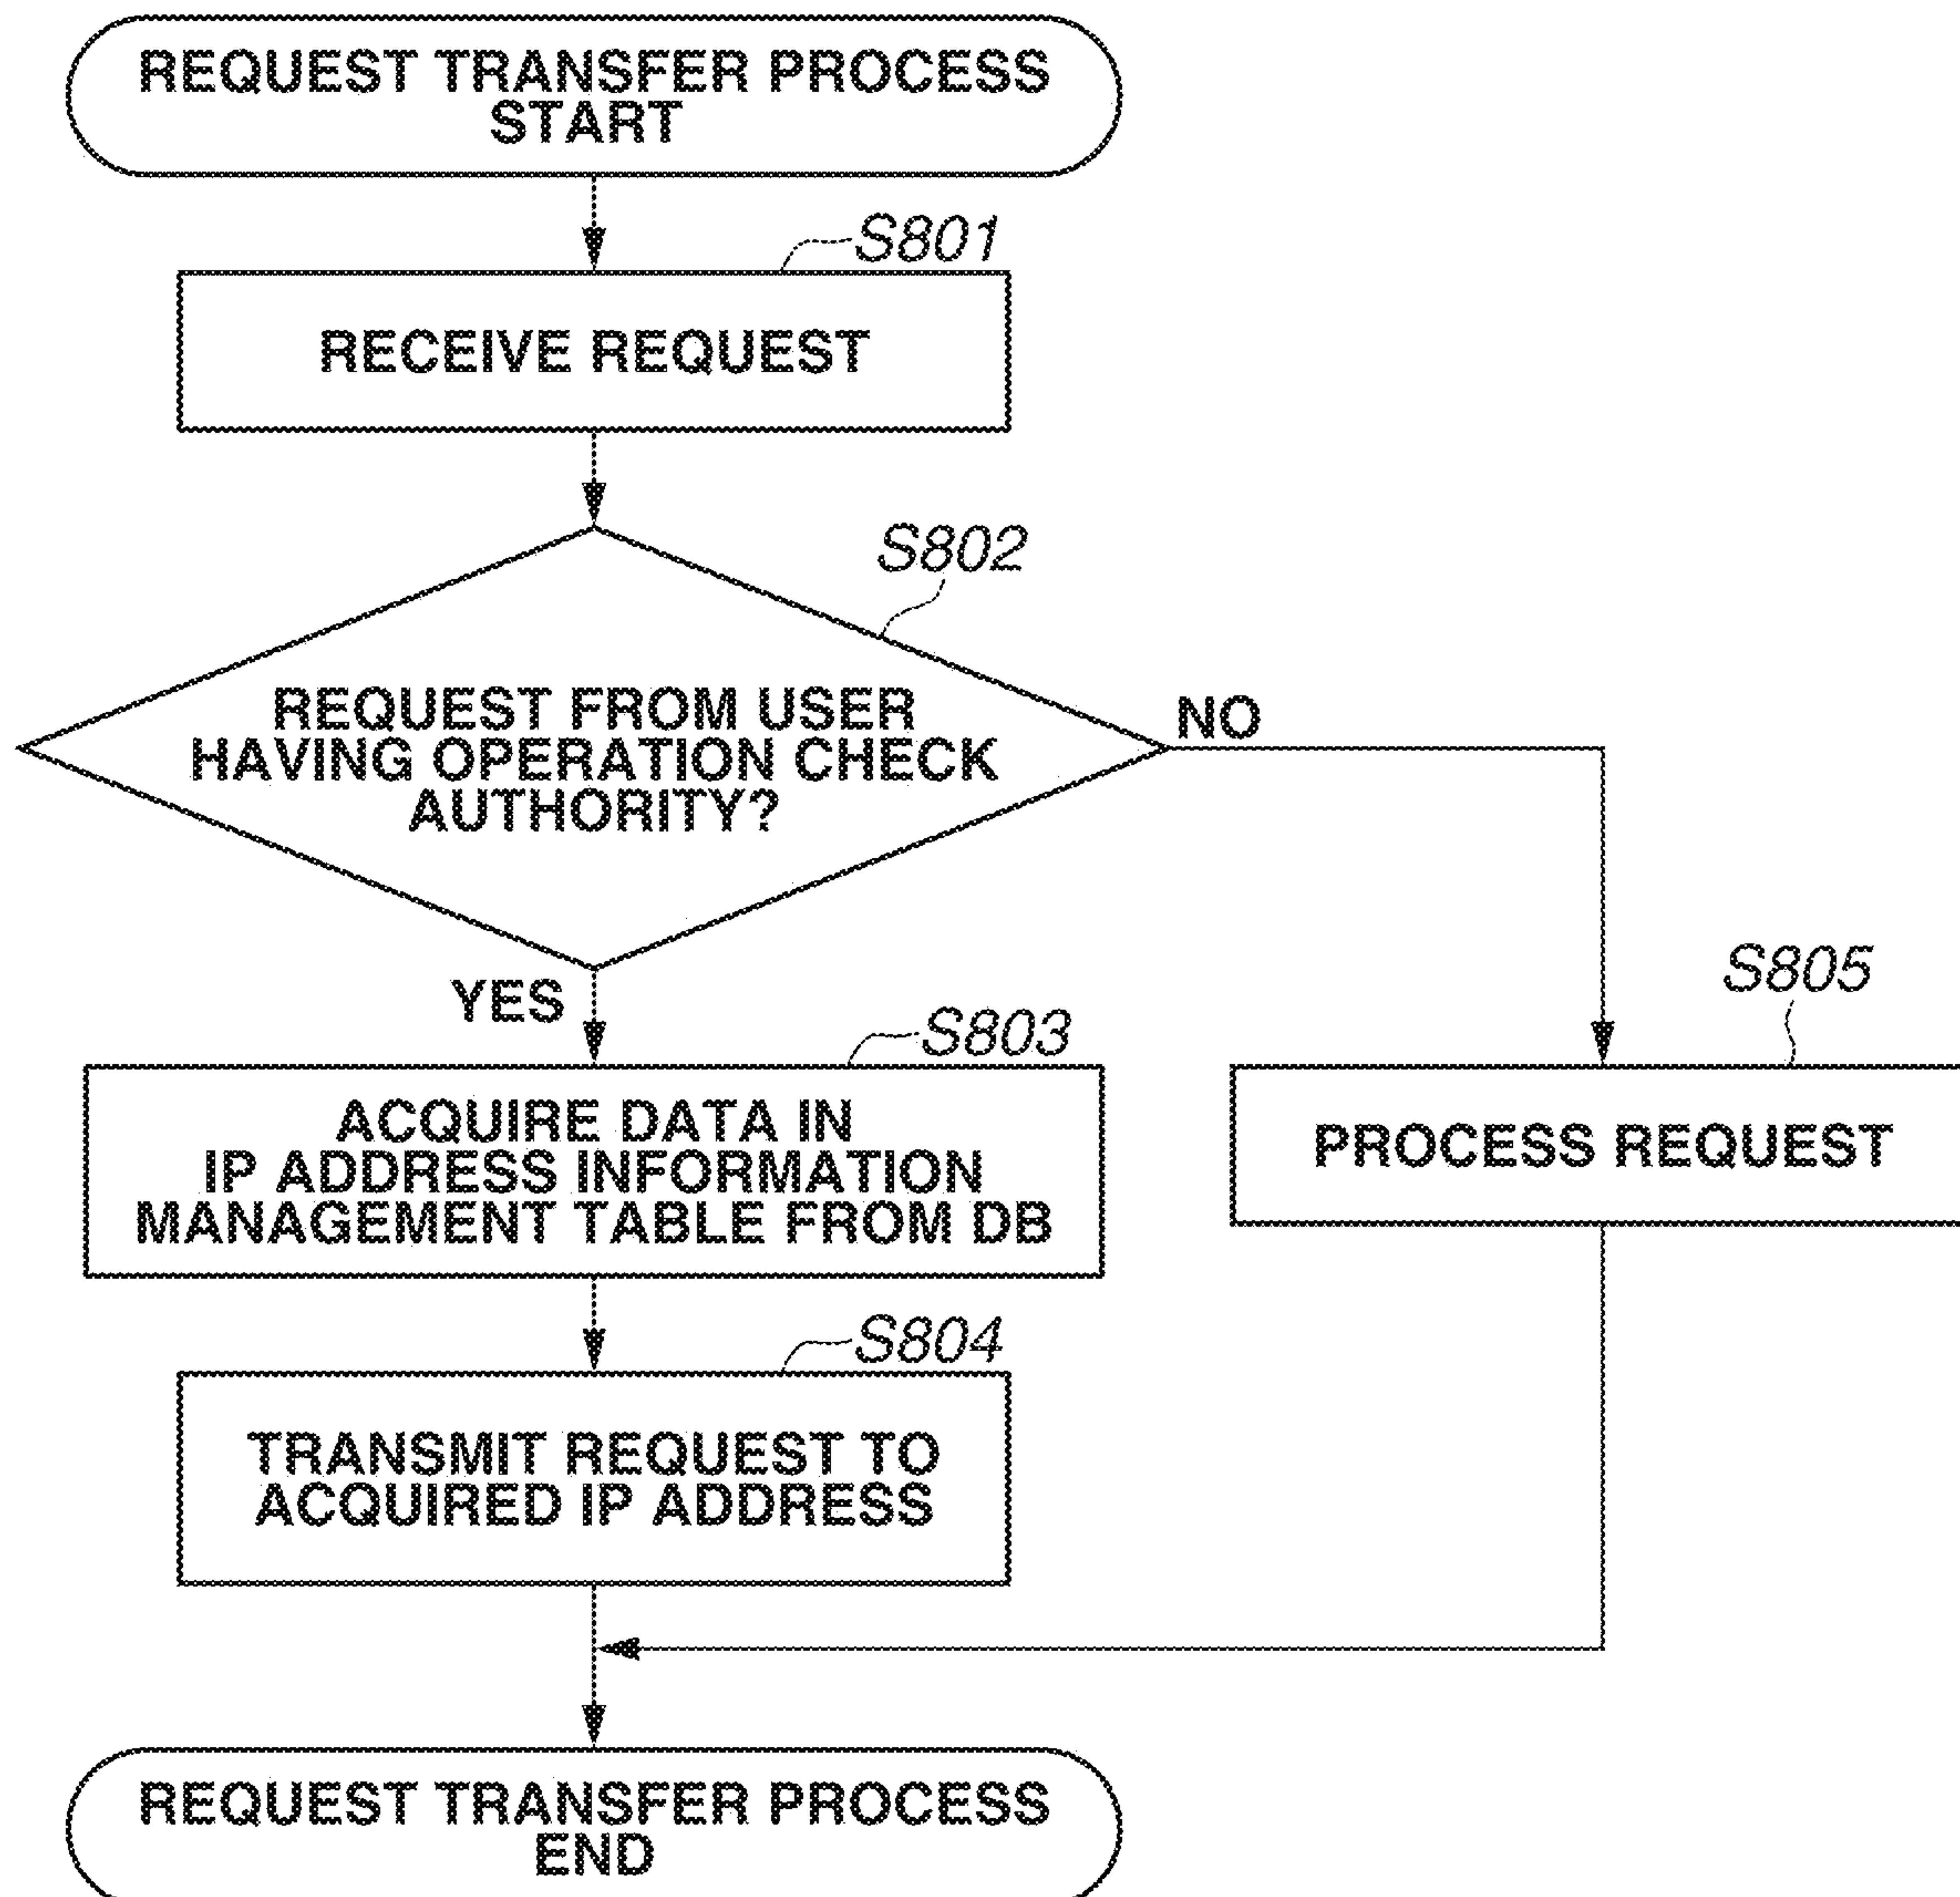 REQUEST TRANSFER PROCESS
START
S801
RECEIVE REQUEST
S802
REQUEST FROM USER
HAVING OPERATION CHECK
AUTHORITY?
NO
YES
S803
ACQUIRE DATA IN
IP ADDRESS INFORMATION
MANAGEMENT TABLE FROM DB
S805
PROCESS REQUEST
S804
TRANSMIT REQUEST TO
ACQUIRED IP ADDRESS
REQUEST TRANSFER PROCESS
END